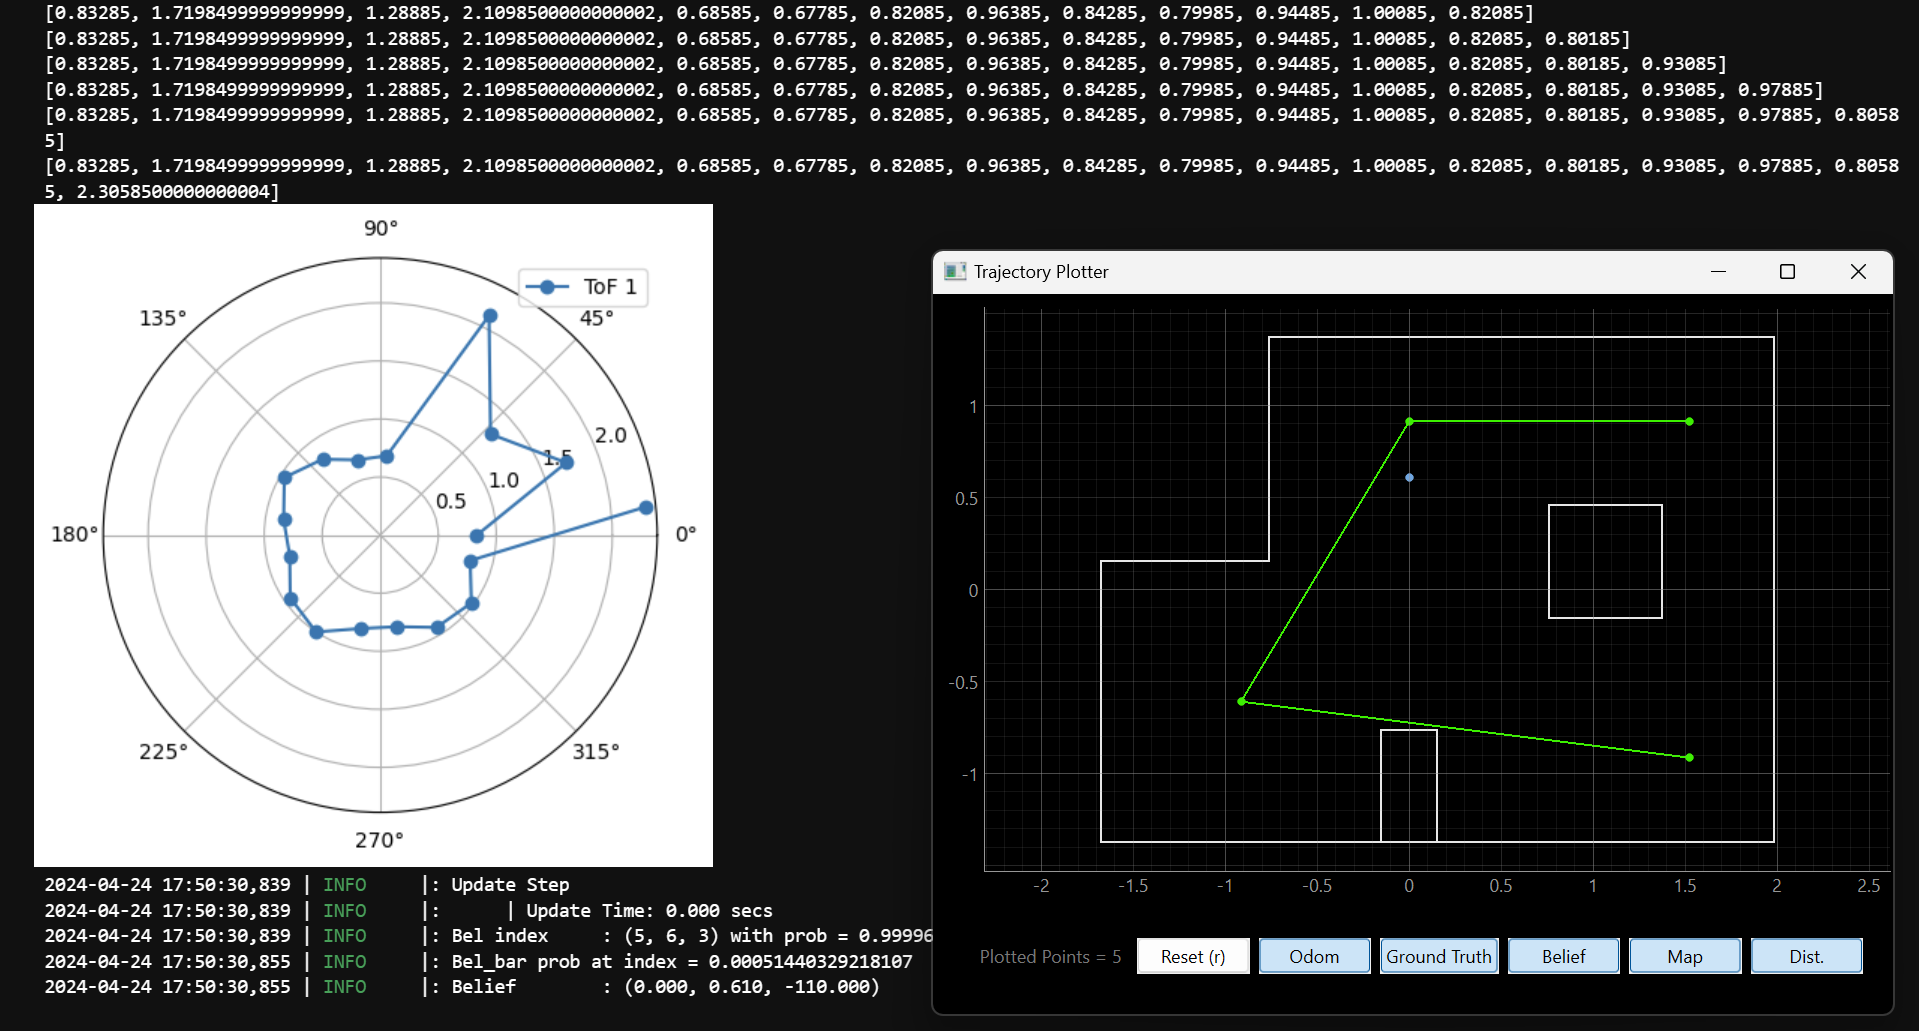 [0.83285, 1.7198499999999999, 1.28885, 2.1098500000000002, 0.68585, 0.67785, 0.82085, 0.96385, 0.84285, 0.79985, 0.94485, 1.00085, 0.82085]
[0.83285, 1.7198499999999999, 1.28885, 2.1098500000000002, 0.68585, 0.67785, 0.82085, 0.96385, 0.84285, 0.79985, 0.94485, 1.00085, 0.82085, 0.80185]
[0.83285, 1.7198499999999999, 1.28885, 2.1098500000000002, 0.68585, 0.67785, 0.82085, 0.96385, 0.84285, 0.79985, 0.94485, 1.00085, 0.82085, 0.80185, 0.93085]
[0.83285, 1.7198499999999999, 1.28885, 2.1098500000000002, 0.68585, 0.67785, 0.82085, 0.96385, 0.84285, 0.79985, 0.94485, 1.00085, 0.82085, 0.80185, 0.93085, 0.97885]
[0.83285, 1.7198499999999999, 1.28885, 2.1098500000000002, 0.68585, 0.67785, 0.82085, 0.96385, 0.84285, 0.79985, 0.94485, 1.00085, 0.82085, 0.80185, 0.93085, 0.97885, 0.8058
5]
[0.83285, 1.7198499999999999, 1.28885, 2.1098500000000002, 0.68585, 0.67785, 0.82085, 0.96385, 0.84285, 0.79985, 0.94485, 1.00085, 0.82085, 0.80185, 0.93085, 0.97885, 0.8058
5, 2.3058500000000004]
90°
ToF 1
135°
45°
2.0
1.5
1.0
0.5
180°
0°
225°
315°
270°
Trajectory Plotter
1
0.5
0
-0.5
-1
-2 -1.5 -1 -0.5 0 0.5 1 1.5 2 2.5
Plotted Points = 5 Reset (r) Odom Ground Truth Belief Map Dist.
2024-04-24 17:50:30,839 | INFO |: Update Step
2024-04-24 17:50:30,839 | INFO |: | Update Time: 0.000 secs
2024-04-24 17:50:30,839 | INFO |: Bel index : (5, 6, 3) with prob = 0.99996
2024-04-24 17:50:30,855 | INFO |: Bel_bar prob at index = 0.00051440329218107
2024-04-24 17:50:30,855 | INFO |: Belief : (0.000, 0.610, -110.000)